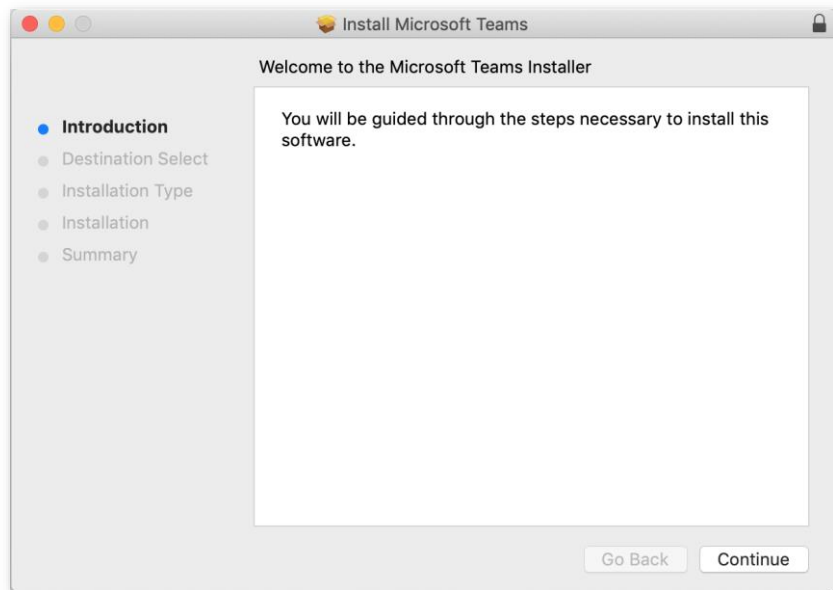 Install Microsoft Teams
Welcome to the Microsoft Teams Installer
Introduction
Destination Select
Installation Type
Installation
Summary
You will be guided through the steps necessary to install this
software.
Go Back
Continue